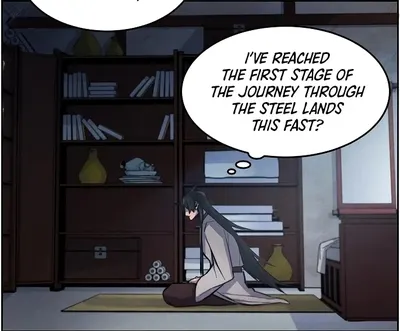 I'VE REACHED
THE FIRST STAGE OF
THE JOURNEY THROUGH
THE STEEL LANDS
THIS FAST?